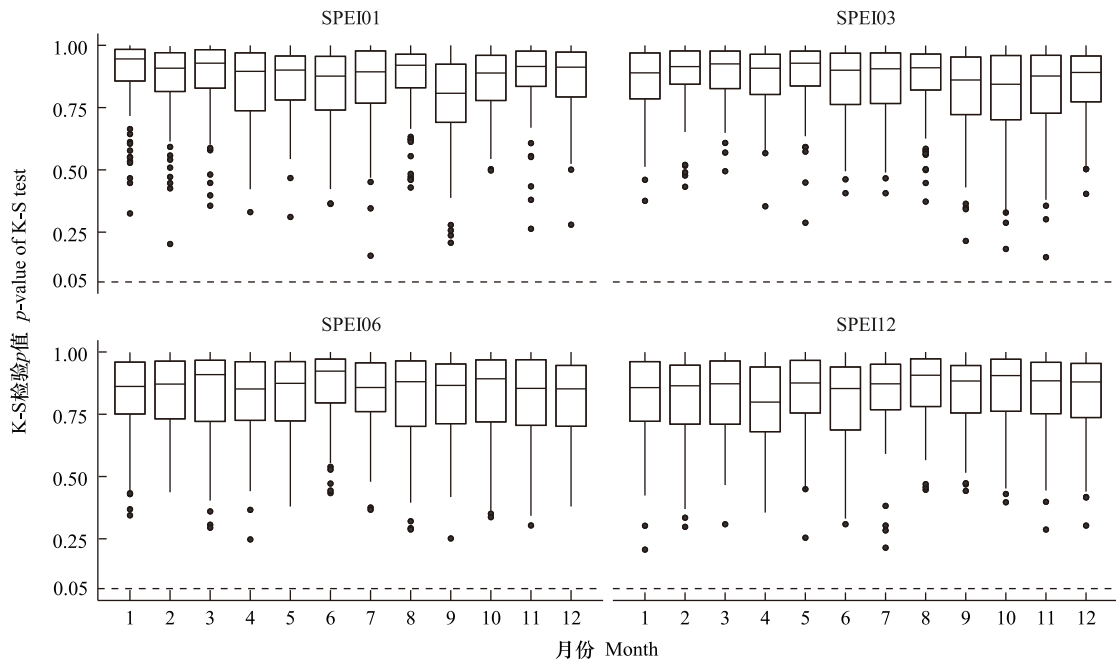 SPEI01 SPEI03
1.00
0.75
0.50
0.25
0.05
SPEI06 SPEI12
1.00
0.75
0.50
0.25
0.05
K-S检验p值 p-value of K-S test
1 2 3 4 5 6 7 8 9 10 11 12 1 2 3 4 5 6 7 8 9 10 11 12
月份 Month